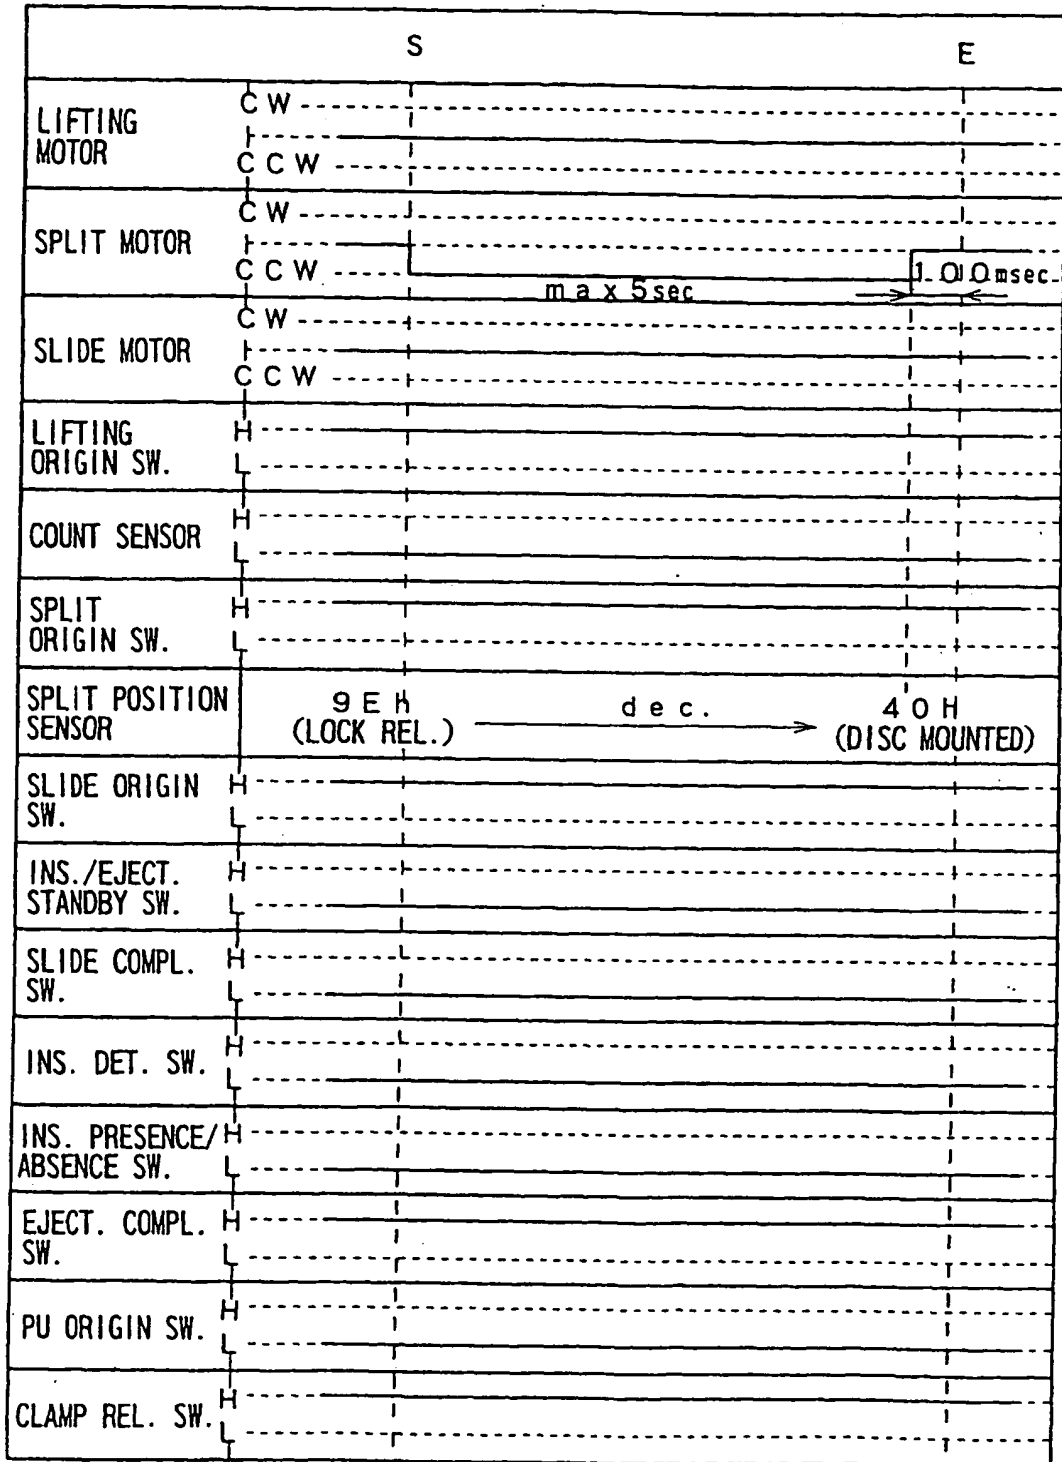 S E
LIFTING MOTOR
CW
CCW
SPLIT MOTOR
CW
CCW
max 5sec
100msec
SLIDE MOTOR
CW
CCW
LIFTING ORIGIN SW.
H
L
COUNT SENSOR
H
L
SPLIT ORIGIN SW.
H
L
SPLIT POSITION SENSOR
9EH (LOCK REL.)
dec.
40H (DISC MOUNTED)
SLIDE ORIGIN SW.
H
L
INS./EJECT. STANDBY SW.
H
L
SLIDE COMPL. SW.
H
L
INS. DET. SW.
H
L
INS. PRESENCE/ ABSENCE SW.
H
L
EJECT. COMPL. SW.
H
L
PU ORIGIN SW.
H
L
CLAMP REL. SW.
H
L